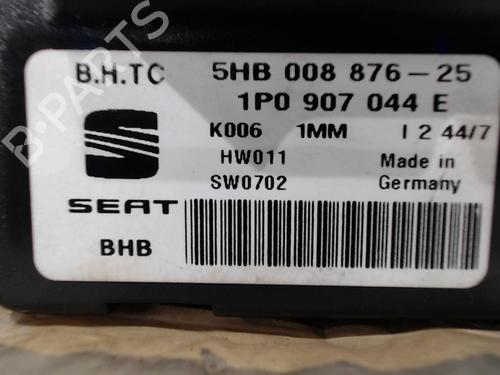 B.H.TC 5HB 008 876-25
1P0 907 044 E
K006 1MM I 2 44/7
HW011 Made in
SW0702 Germany
SEAT
BHB
B-PARTS